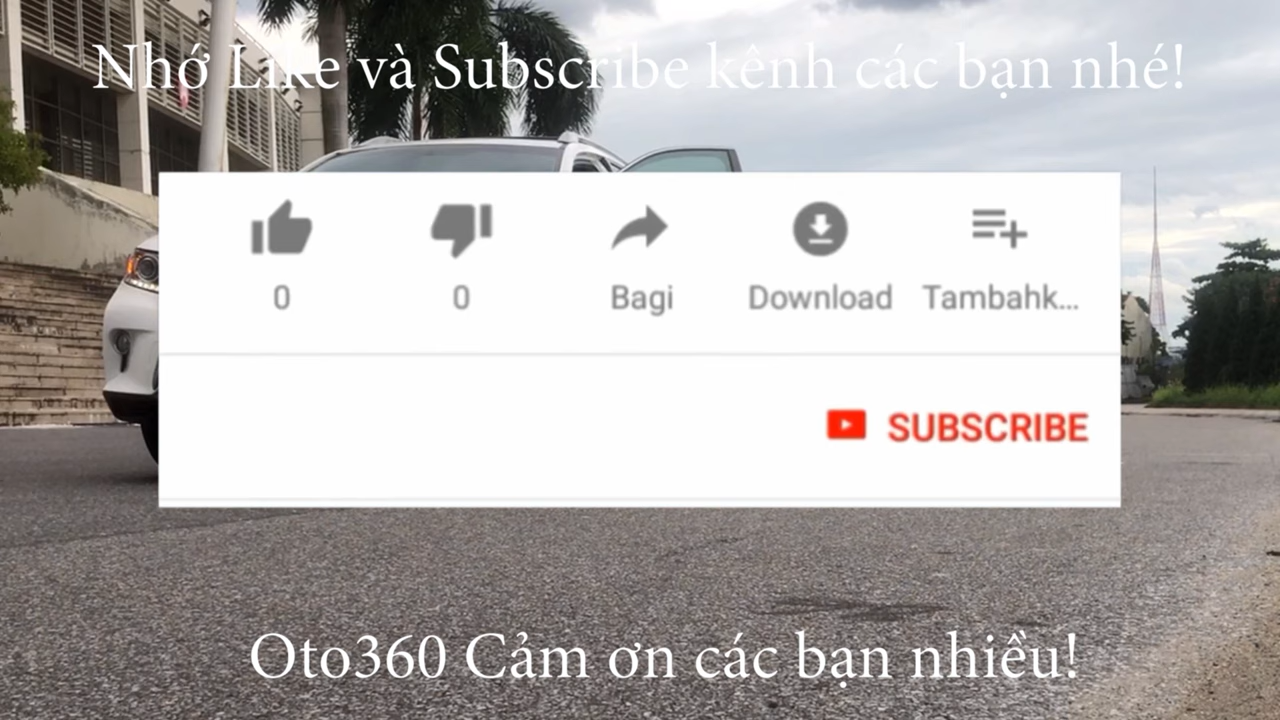 Nhớ Like và Subscribe kênh các bạn nhé!
0 0 Bagi Download Tambahk...
SUBSCRIBE
Oto360 Cảm ơn các bạn nhiều!